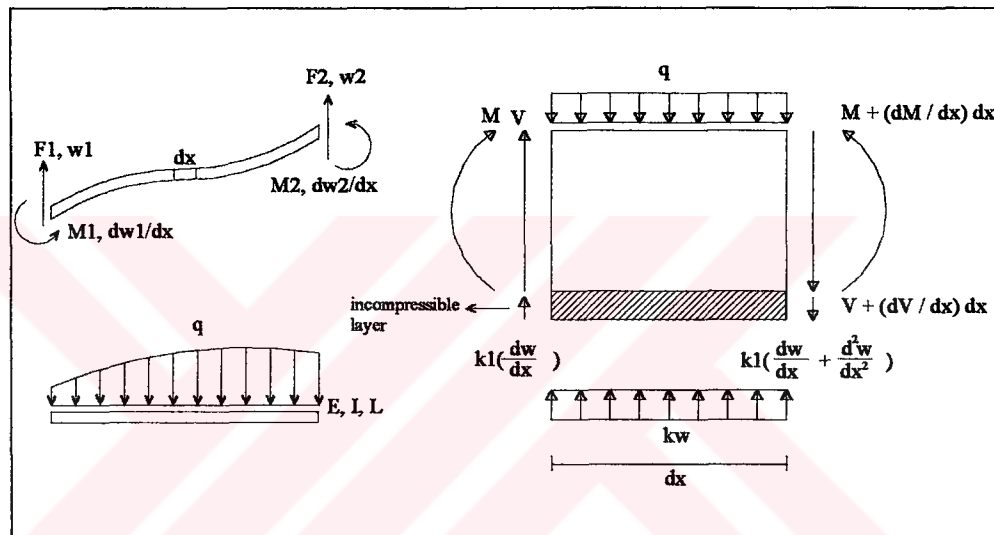 F2, w2
F1, w1
dx
M2, dw2/dx
M1, dw1/dx
q
E, I, L
q
M V
M + (dM / dx) dx
incompressible
layer
V + (dV / dx) dx
k1(dw/dx)
k1(dw/dx + d²w/dx²)
kw
dx